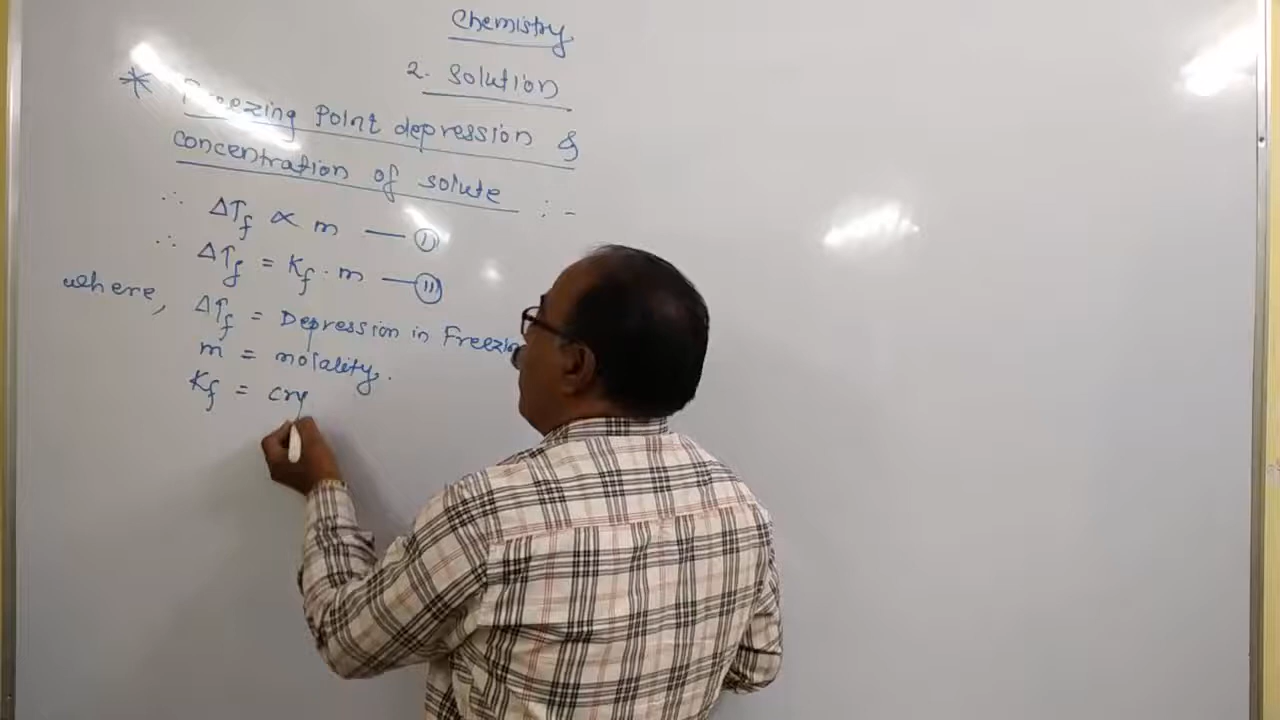 Chemistry
2. Solution
* Freezing Point depression &
concentration of solute :-
∴ ΔTf ∝ m — (I)
∴ ΔTf = Kf . m — (II)
where, ΔTf = Depression in Freezin
m = molality.
Kf = cry